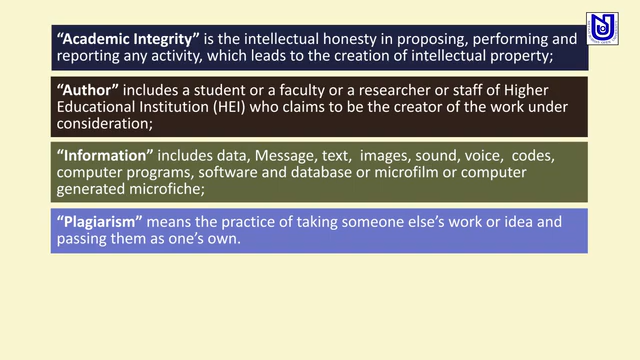 “Academic Integrity” is the intellectual honesty in proposing, performing and
reporting any activity, which leads to the creation of intellectual property;
“Author” includes a student or a faculty or a researcher or staff of Higher
Educational Institution (HEI) who claims to be the creator of the work under
consideration;
“Information” includes data, Message, text, images, sound, voice, codes,
computer programs, software and database or microfilm or computer
generated microfiche;
“Plagiarism” means the practice of taking someone else’s work or idea and
passing them as one’s own.